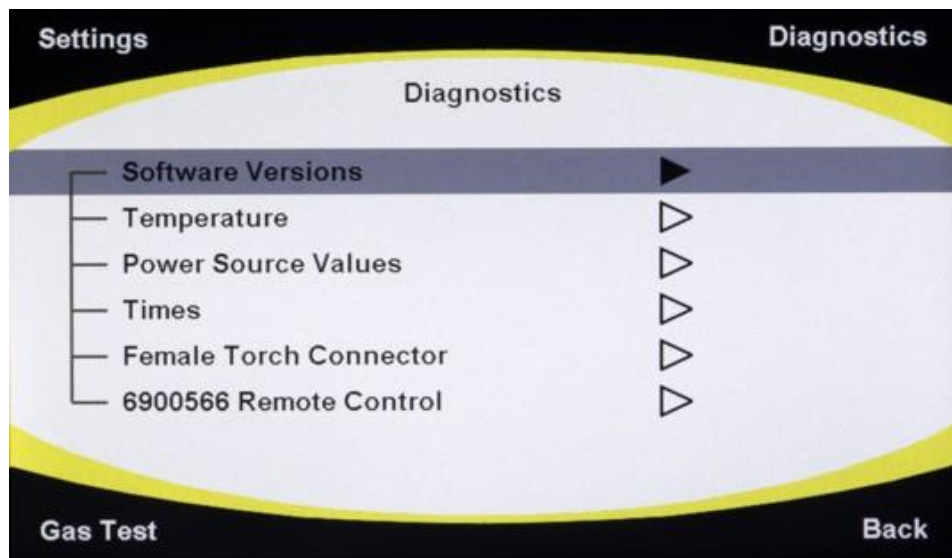 Settings
Diagnostics
Diagnostics
Software Versions
Temperature
Power Source Values
Times
Female Torch Connector
6900566 Remote Control
Gas Test
Back